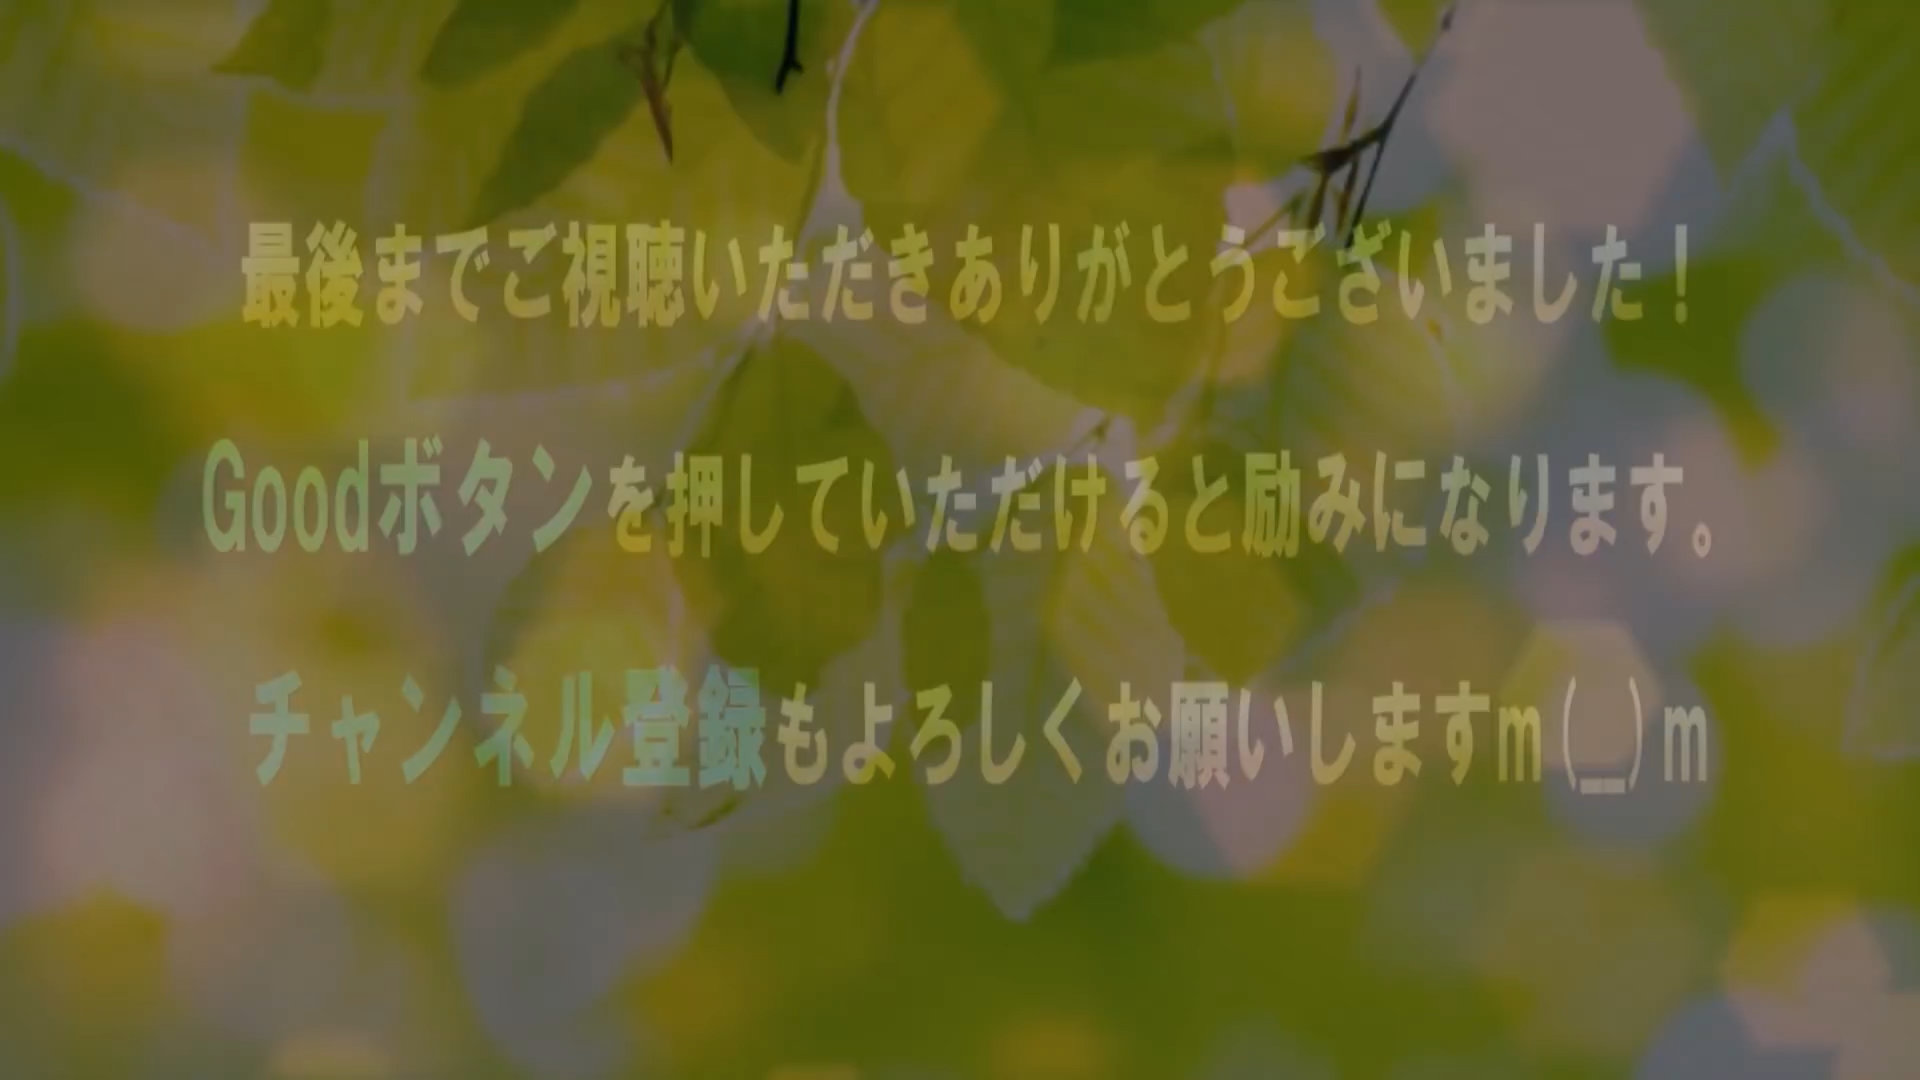 最後までご視聴いただきありがとうございました！
Goodボタンを押していただけると励みになります。
チャンネル登録もよろしくお願いしますm(__)m